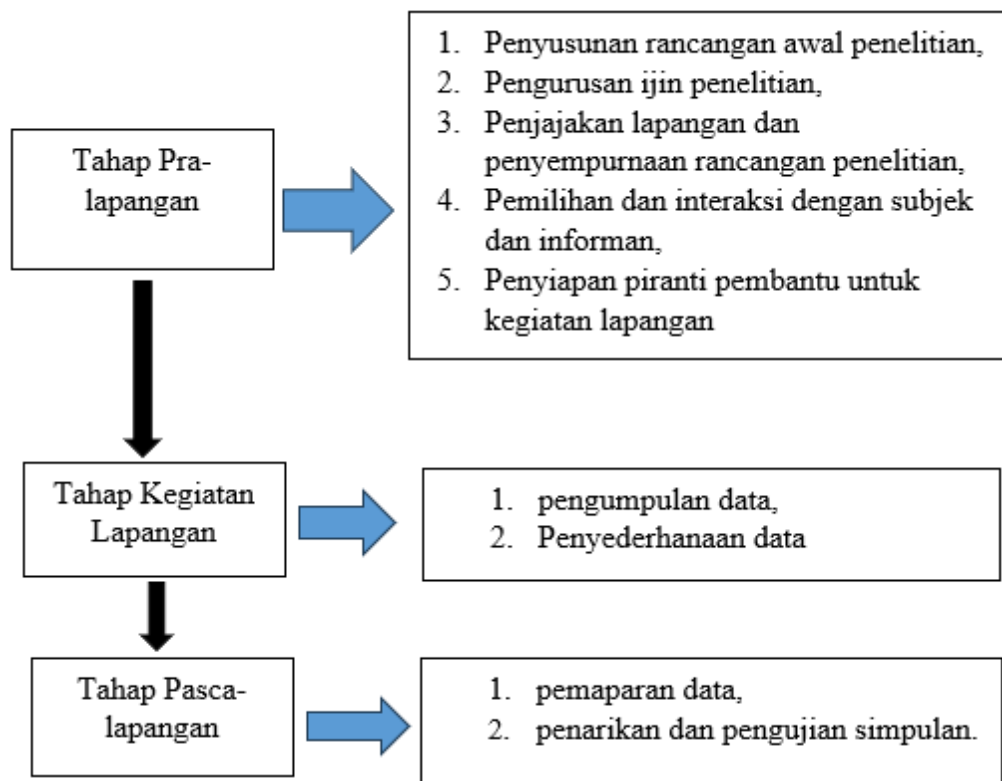 Tahap Pra-
lapangan
1. Penyusunan rancangan awal penelitian,
2. Pengurusan ijin penelitian,
3. Penjajakan lapangan dan
penyempurnaan rancangan penelitian,
4. Pemilihan dan interaksi dengan subjek
dan informan,
5. Penyiapan piranti pembantu untuk
kegiatan lapangan
Tahap Kegiatan
Lapangan
1. pengumpulan data,
2. Penyederhanaan data
Tahap Pasca-
lapangan
1. pemaparan data,
2. penarikan dan pengujian simpulan.